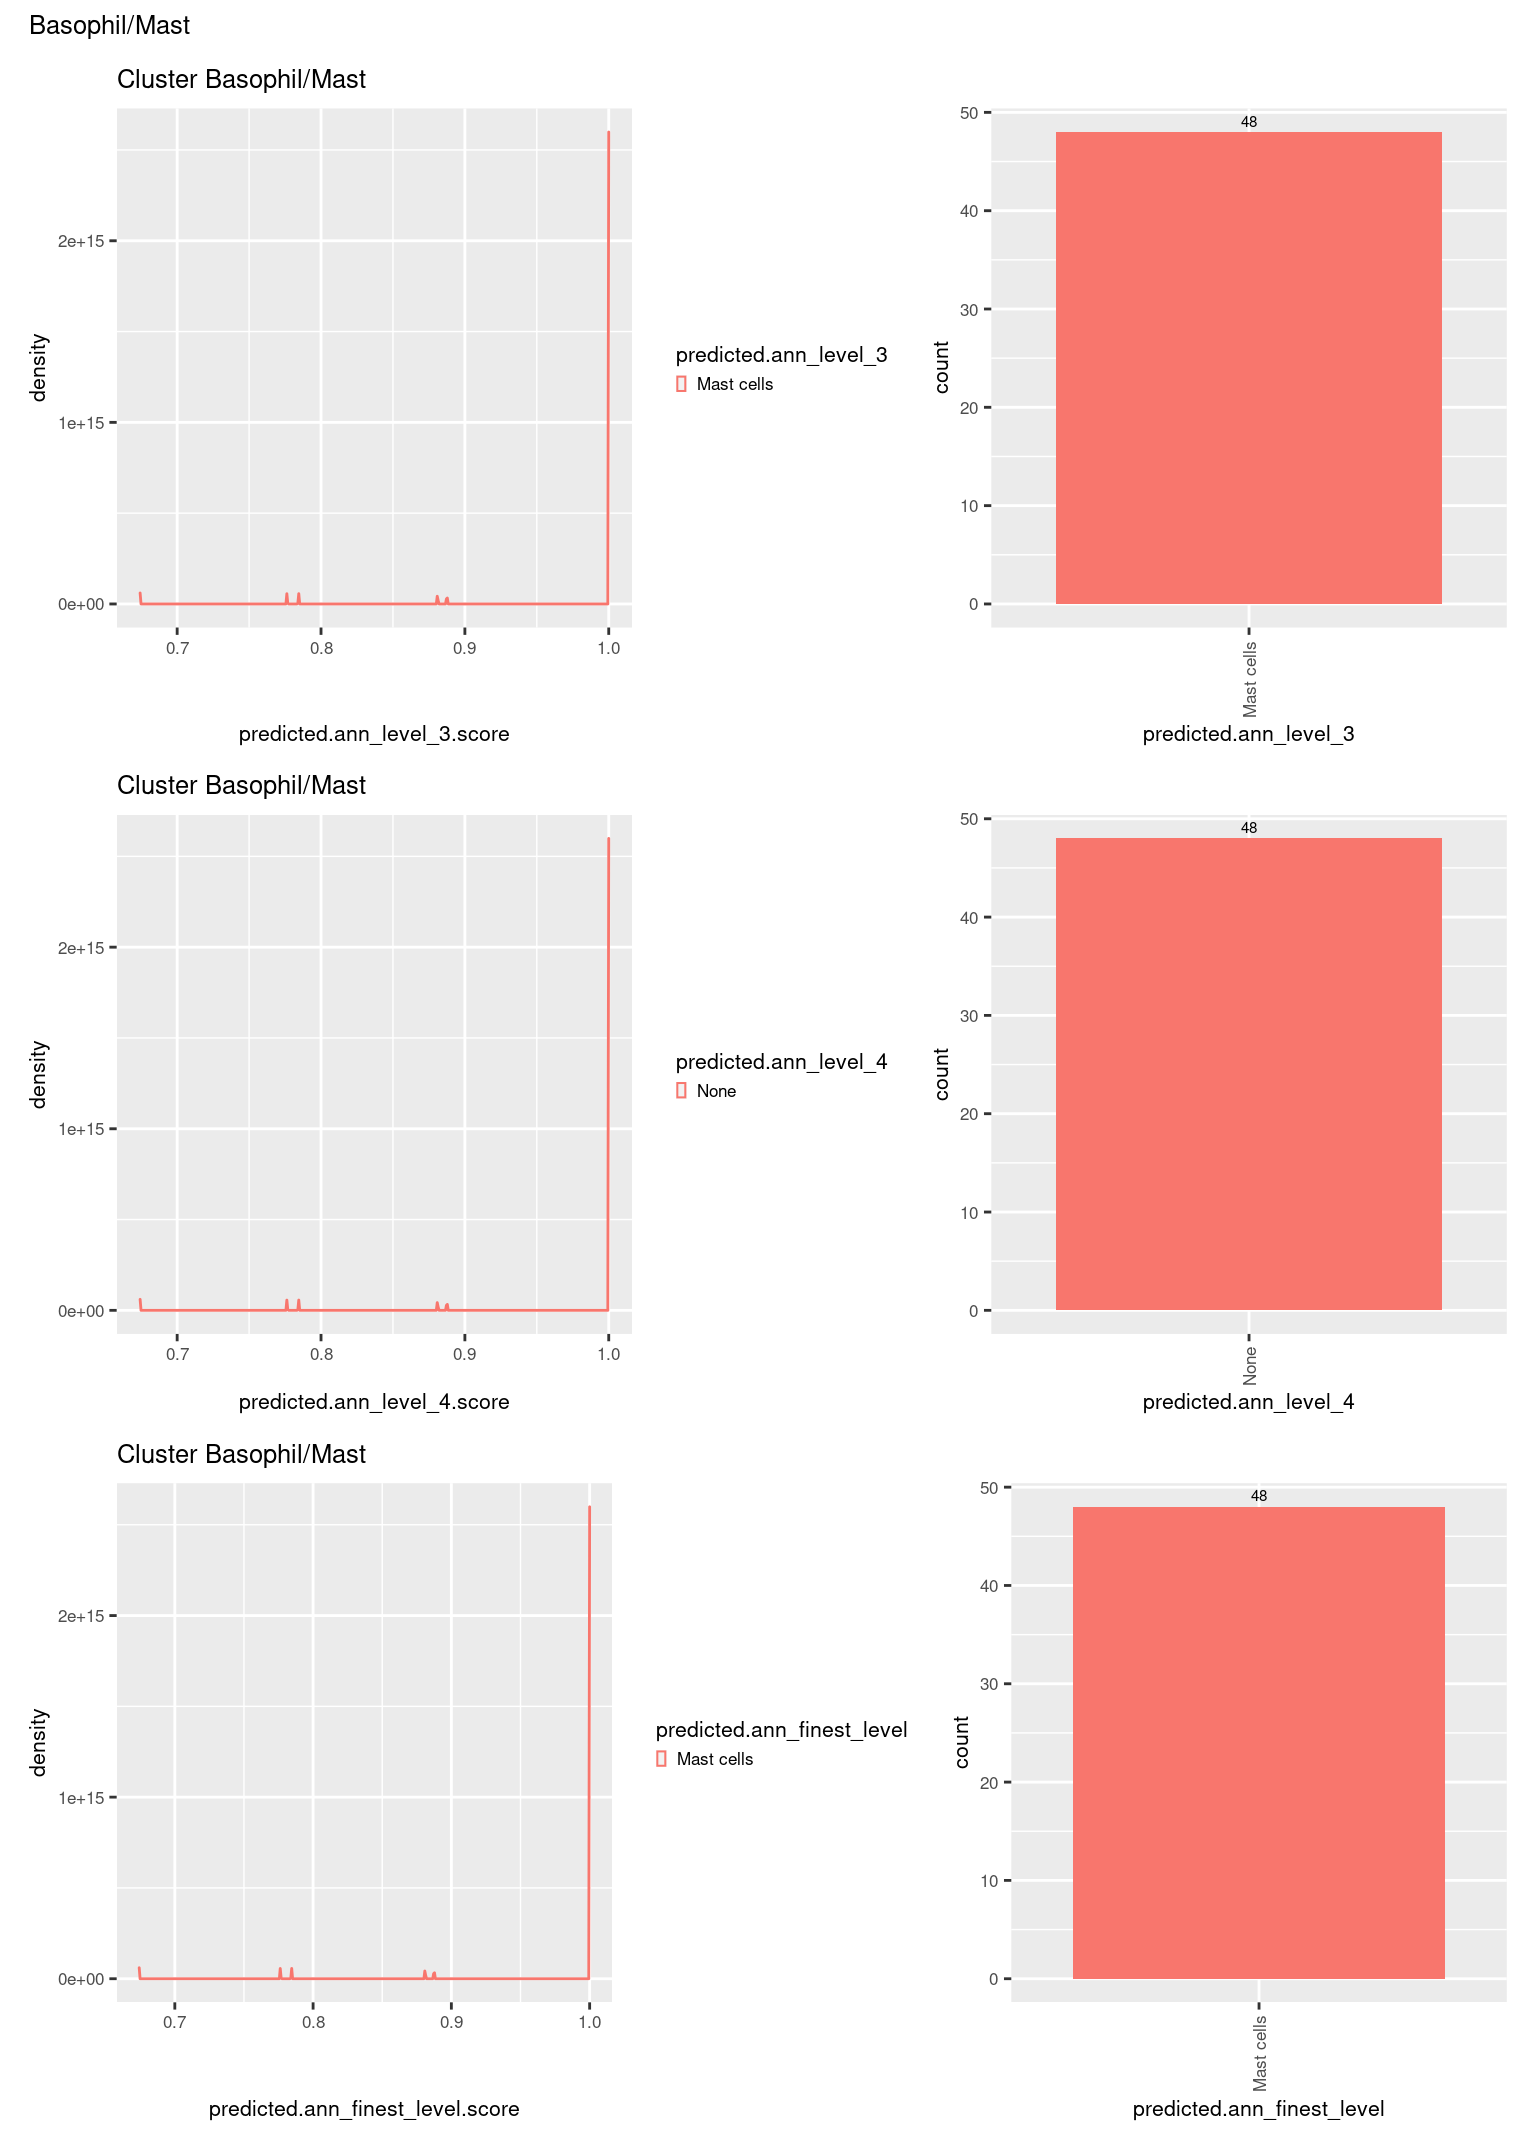 Basophil/Mast
Cluster Basophil/Mast
density
2e+15
1e+15
0e+00
0.7 0.8 0.9 1.0
predicted.ann_level_3.score
predicted.ann_level_3
Mast cells
count
50
40
30
20
10
0
48
Mast cells
predicted.ann_level_3
Cluster Basophil/Mast
density
2e+15
1e+15
0e+00
0.7 0.8 0.9 1.0
predicted.ann_level_4.score
predicted.ann_level_4
None
count
50
40
30
20
10
0
48
None
predicted.ann_level_4
Cluster Basophil/Mast
density
2e+15
1e+15
0e+00
0.7 0.8 0.9 1.0
predicted.ann_finest_level.score
predicted.ann_finest_level
Mast cells
count
50
40
30
20
10
0
48
Mast cells
predicted.ann_finest_level